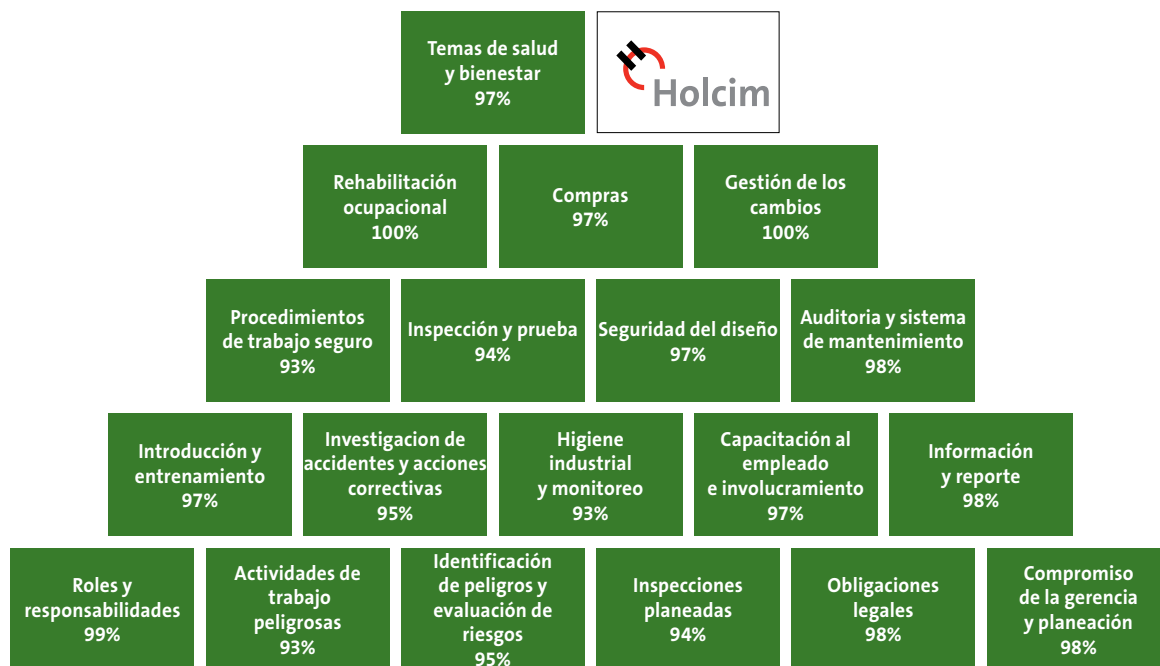 Temas de salud
y bienestar
97%
Holcim
Rehabilitación
ocupacional
100%
Compras
97%
Gestión de los
cambios
100%
Procedimientos
de trabajo seguro
93%
Inspección y prueba
94%
Seguridad del diseño
97%
Auditoria y sistema
de mantenimiento
98%
Introducción y
entrenamiento
97%
Investigacion de
accidentes y acciones
correctivas
95%
Higiene
industrial
y monitoreo
93%
Capacitación al
empleado
e involucramiento
97%
Información
y reporte
98%
Roles y
responsabilidades
99%
Actividades de
trabajo
peligrosas
93%
Identificación
de peligros y
evaluación de
riesgos
95%
Inspecciones
planeadas
94%
Obligaciones
legales
98%
Compromiso
de la gerencia
y planeación
98%